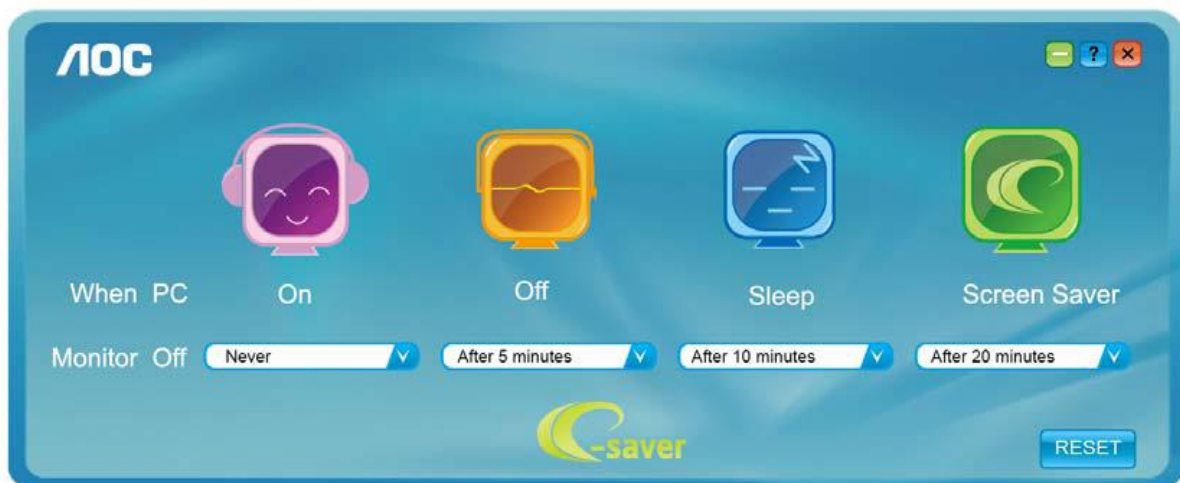 AOC
?
When PC On Off Sleep Screen Saver
Monitor Off Never After 5 minutes After 10 minutes After 20 minutes
e-saver
RESET